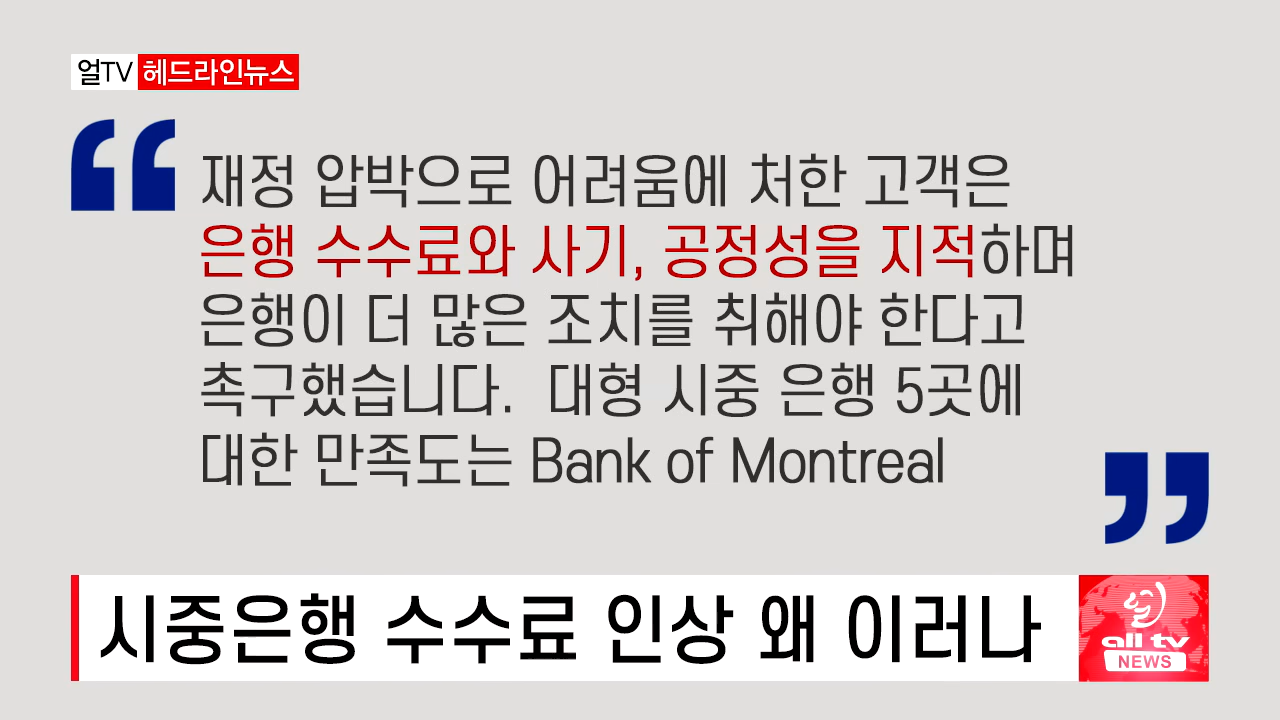 얼TV 헤드라인뉴스
재정 압박으로 어려움에 처한 고객은
은행 수수료와 사기, 공정성을 지적하며
은행이 더 많은 조치를 취해야 한다고
촉구했습니다. 대형 시중 은행 5곳에
대한 만족도는 Bank of Montreal
시중은행 수수료 인상 왜 이러나
all tv
NEWS